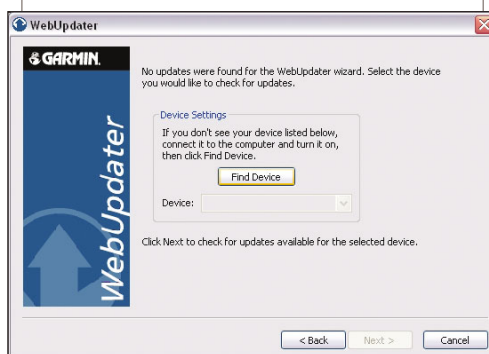 WebUpdater
GARMIN.
WebUpdater
No updates were found for the WebUpdater wizard. Select the device
you would like to check for updates.
Device Settings
If you don't see your device listed below,
connect it to the computer and turn it on,
then click Find Device.
Find Device
Device:
Click Next to check for updates available for the selected device.
< Back
Next >
Cancel